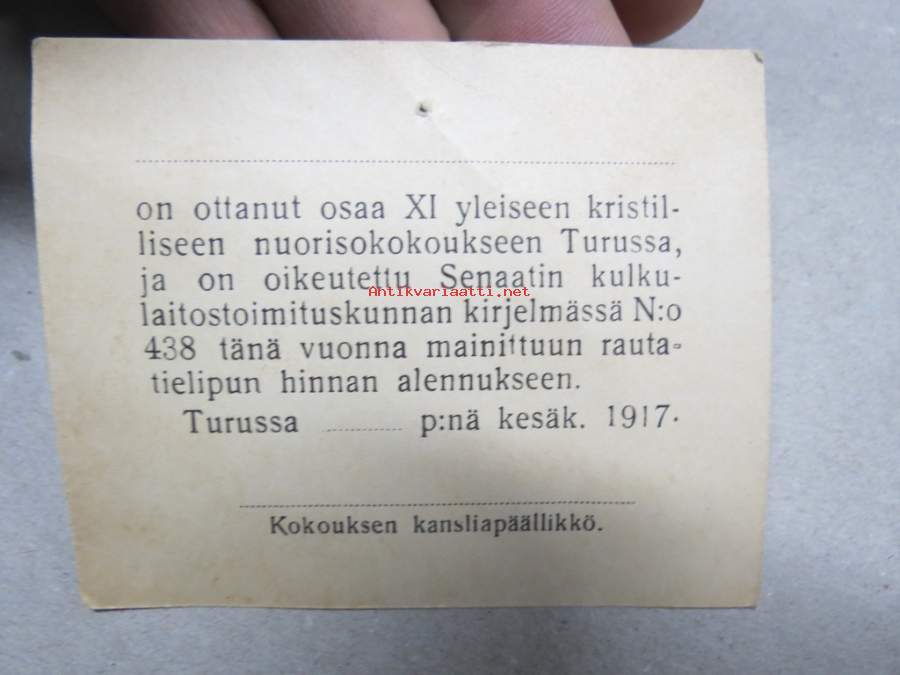 on ottanut osaa XI yleiseen kristil-
liseen nuorisokokoukseen Turussa,
ja on oikeutettu Senaatin kulku-
Antikvariaatti.net
laitostoimituskunnan kirjelmässä N:o
438 tänä vuonna mainittuun rauta-
tielipun hinnan alennukseen.
Turussa ............ p:nä kesäk. 1917.
Kokouksen kansliapäällikkö.